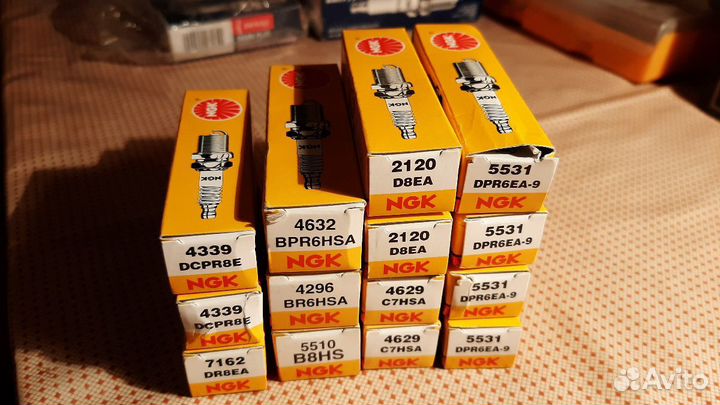 NGK
NGK
NGK
NGK
NGK
NGK
NGK
4339
DCPR8E
NGK
4339
DCPR8E
NGK
7162
DR8EA
NGK
4632
BPR6HSA
NGK
4296
BR6HSA
NGK
5510
B8HS
2120
D8EA
NGK
2120
D8EA
NGK
4629
C7HSA
NGK
4629
C7HSA
NGK
5531
DPR6EA-9
NGK
5531
DPR6EA-9
NGK
5531
DPR6EA-9
NGK
5531
DPR6EA-9
NGK
Avito